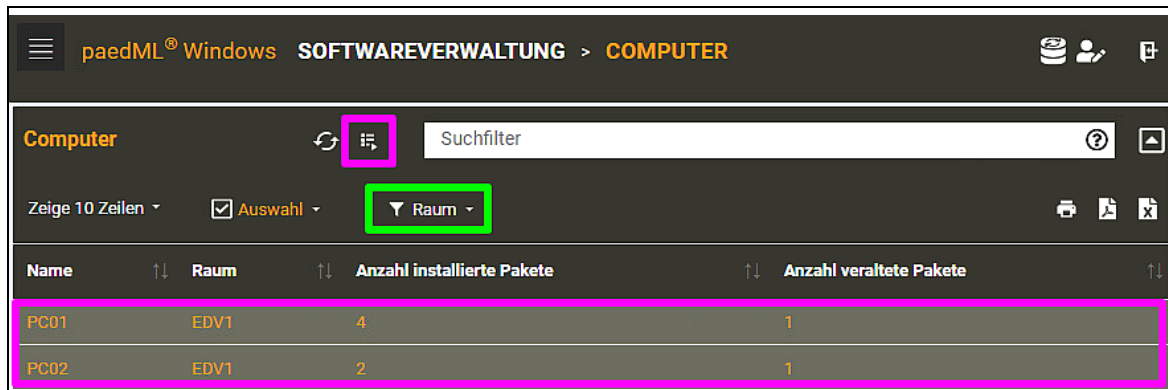 paedML® Windows SOFTWAREVERWALTUNG > COMPUTER
Computer Suchfilter
Zeige 10 Zeilen Auswahl Raum
Name Raum Anzahl installierte Pakete Anzahl veraltete Pakete
PC01 EDV1 4 1
PC02 EDV1 2 1